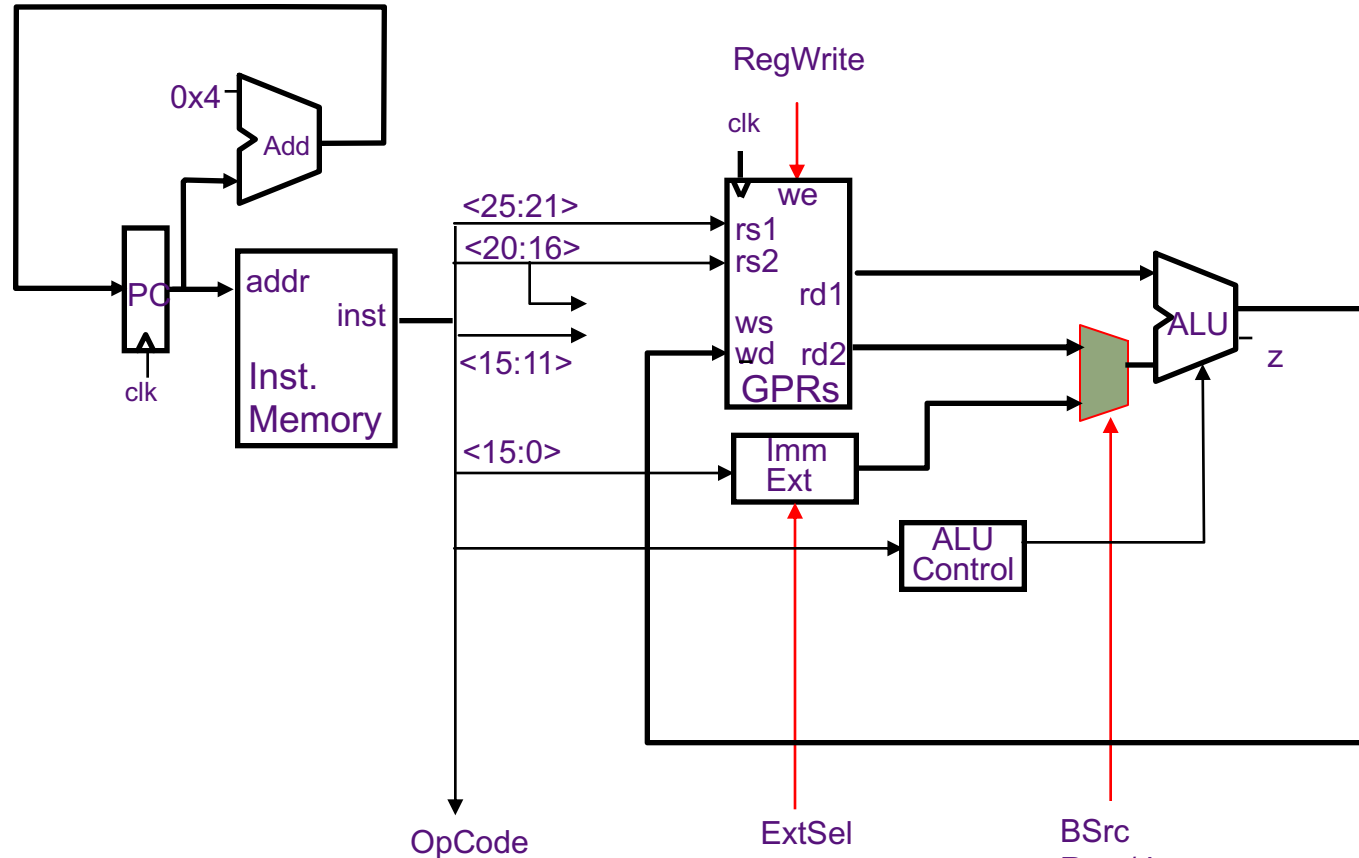 RegWrite
0x4
Add
clk
<25:21>
we
<20:16>
rs1
rs2
PC
addr
rd1
inst
ws
ALU
<15:11>
wd
rd2
z
clk
Inst.
Memory
GPRs
<15:0>
Imm
Ext
ALU
Control
OpCode
ExtSel
BSrc